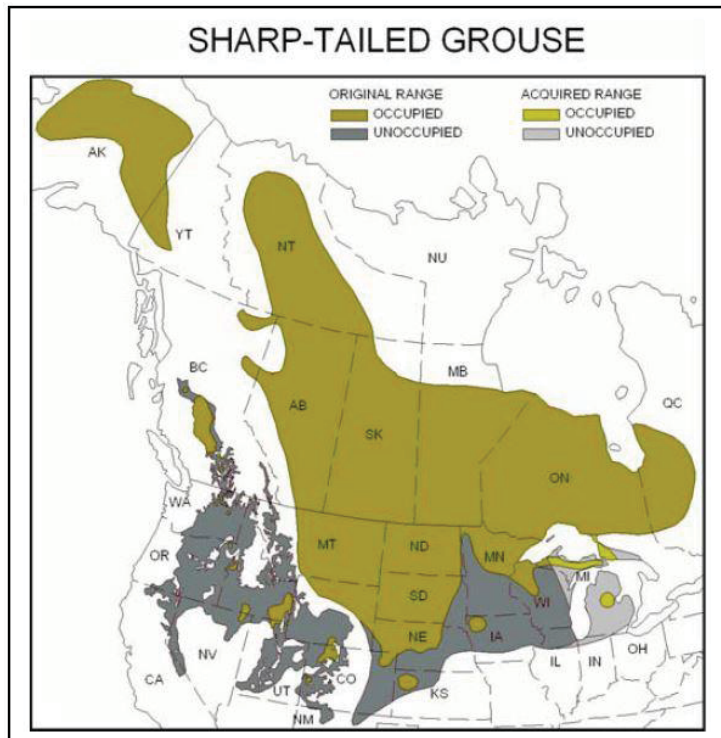 SHARP-TAILED GROUSE
ORIGINAL RANGE
OCCUPIED
UNOCCUPIED
ACQUIRED RANGE
OCCUPIED
UNOCCUPIED
AK
YT
NT
NU
BC
AB
SK
MB
ON
QC
WA
OR
MT
ND
MN
SD
WI
MI
NE
IA
NV
CA
UT
CO
KS
IL
IN
OH
NM